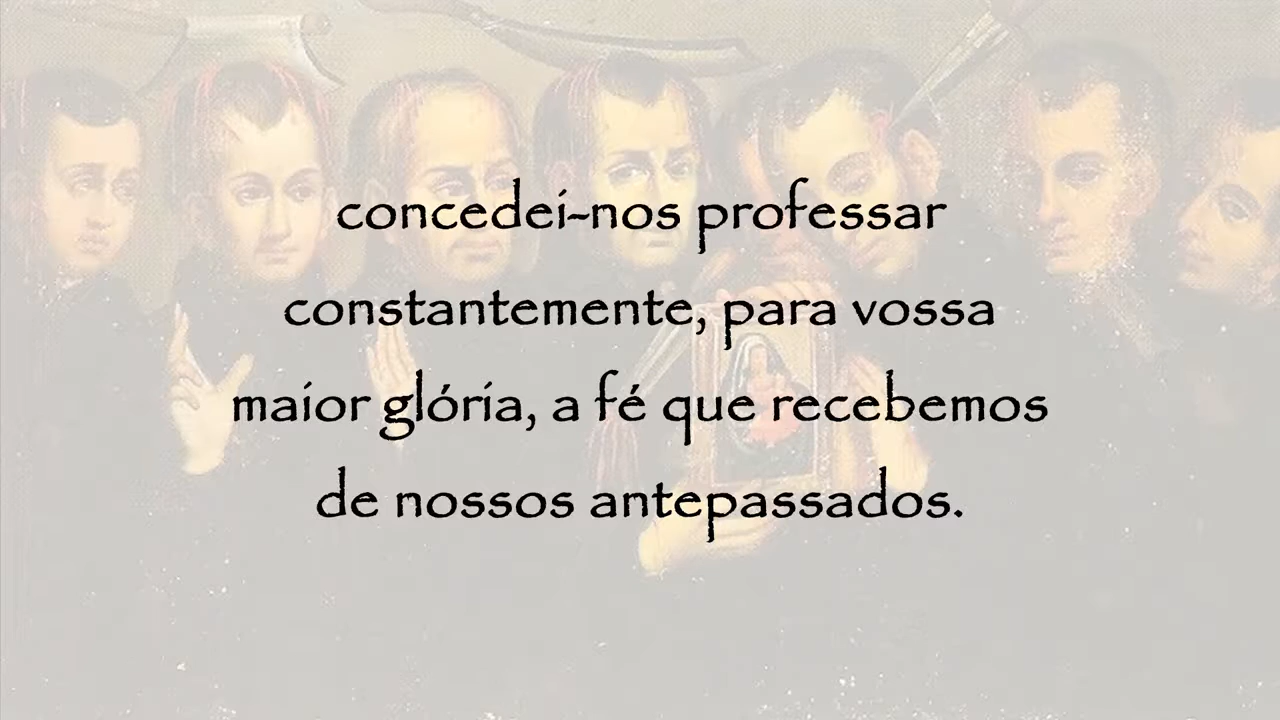 concedei-nos professar
constantemente, para vossa
maior glória, a fé que recebemos
de nossos antepassados.